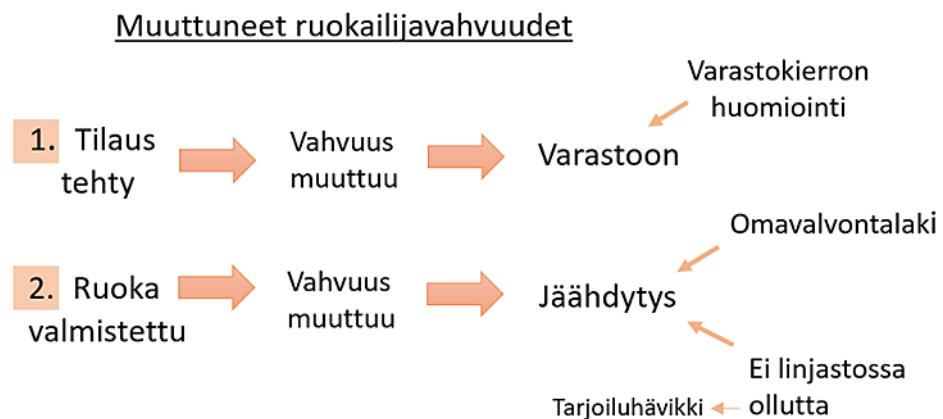 Muuttuneet ruokailijavahvuudet
Varastokierron
huomiointi
1. Tilaus
tehty
Vahvuus
muuttuu
Varastoon
Omavalvontalaki
2. Ruoka
valmistettu
Vahvuus
muuttuu
Jäähdytys
Ei linjastossa
ollutta
Tarjoiluhävikki